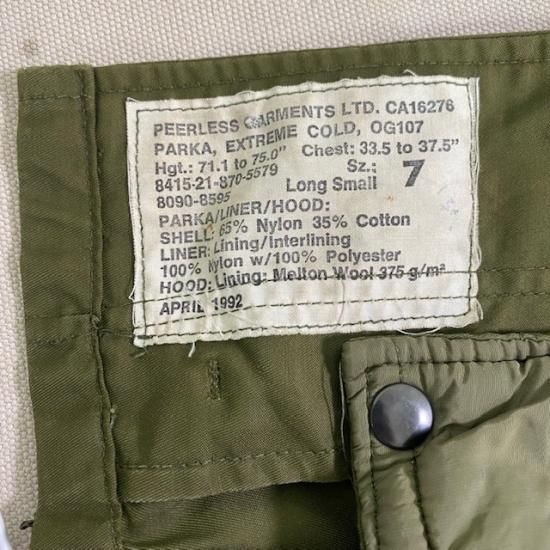 PEERLESS GARMENTS LTD. CA16276
PARKA, EXTREME COLD, OG107
Hgt.: 71.1 to 75.0" Chest: 33.5 to 37.5"
8415-21-870-5579 Sz.: 7
8090-8595 Long Small
PARKA/LINER/HOOD:
SHELL: 65% Nylon 35% Cotton
LINER: Lining/Interlining
100% Nylon w/100% Polyester
HOOD: Lining: Melton Wool 375 g/m²
APRIL 1992